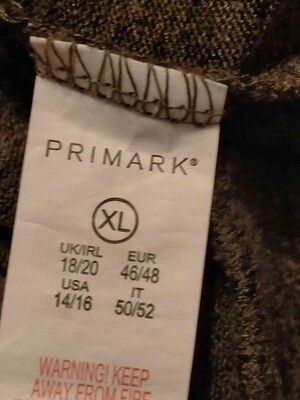 PRIMARK®
XL
UK/IRL EUR
18/20 46/48
USA IT
14/16 50/52
WARNING! KEEP
AWAY FROM FIRE